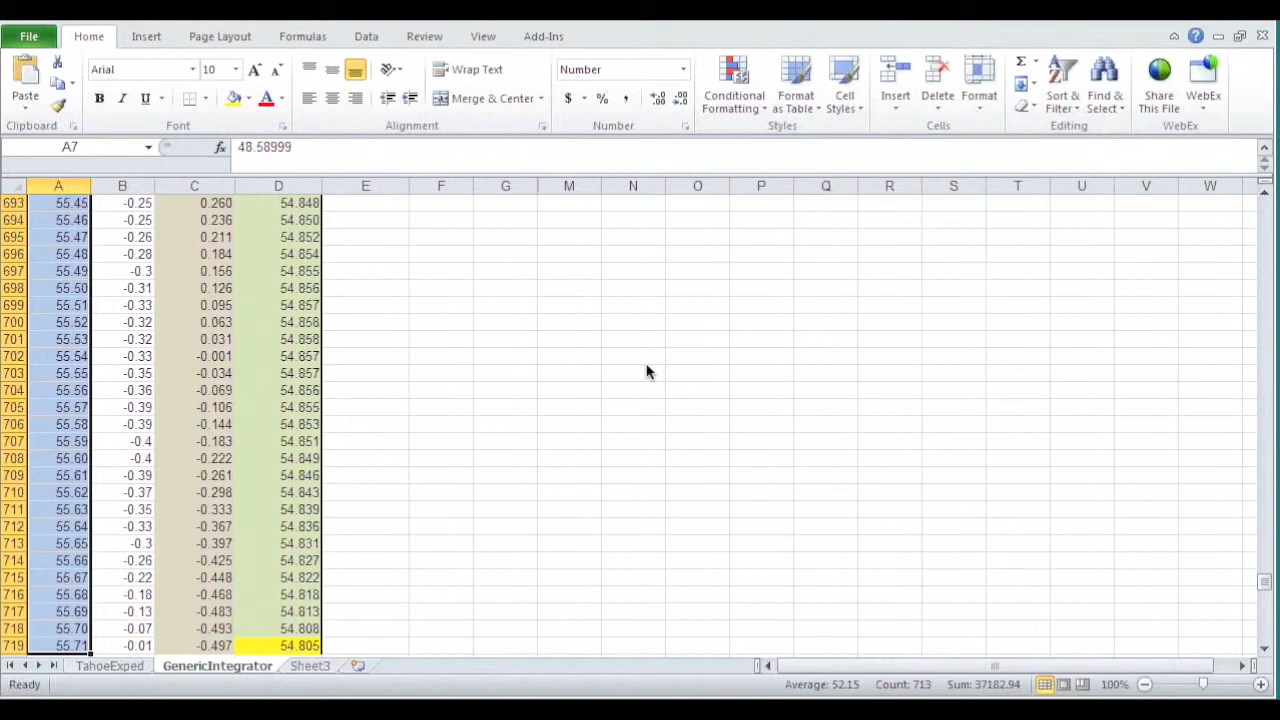 File Home Insert Page Layout Formulas Data Review View Add-Ins
Arial 10 Wrap Text Number
Paste B I U Merge & Center $ % , Conditional Formatting Format as Table Cell Styles Insert Delete Format Sort & Filter Find & Select Share This File WebEx
Clipboard Font Alignment Number Styles Cells Editing WebEx
A7 fx 48.58999
A B C D E F G M N O P Q R S T U V W
693 55.45 -0.25 0.260 54.848
694 55.46 -0.25 0.236 54.850
695 55.47 -0.26 0.211 54.852
696 55.48 -0.28 0.184 54.854
697 55.49 -0.3 0.156 54.855
698 55.50 -0.31 0.126 54.856
699 55.51 -0.33 0.095 54.857
700 55.52 -0.32 0.063 54.858
701 55.53 -0.32 0.031 54.858
702 55.54 -0.33 -0.001 54.857
703 55.55 -0.35 -0.034 54.857
704 55.56 -0.36 -0.069 54.856
705 55.57 -0.39 -0.106 54.855
706 55.58 -0.39 -0.144 54.853
707 55.59 -0.4 -0.183 54.851
708 55.60 -0.4 -0.222 54.849
709 55.61 -0.39 -0.261 54.846
710 55.62 -0.37 -0.298 54.843
711 55.63 -0.35 -0.333 54.839
712 55.64 -0.33 -0.367 54.836
713 55.65 -0.3 -0.397 54.831
714 55.66 -0.26 -0.425 54.827
715 55.67 -0.22 -0.448 54.822
716 55.68 -0.18 -0.468 54.818
717 55.69 -0.13 -0.483 54.813
718 55.70 -0.07 -0.493 54.808
719 55.71 -0.01 -0.497 54.805
TahoeExped GenericIntegrator Sheet3
Ready Average: 52.15 Count: 713 Sum: 37182.94 100%